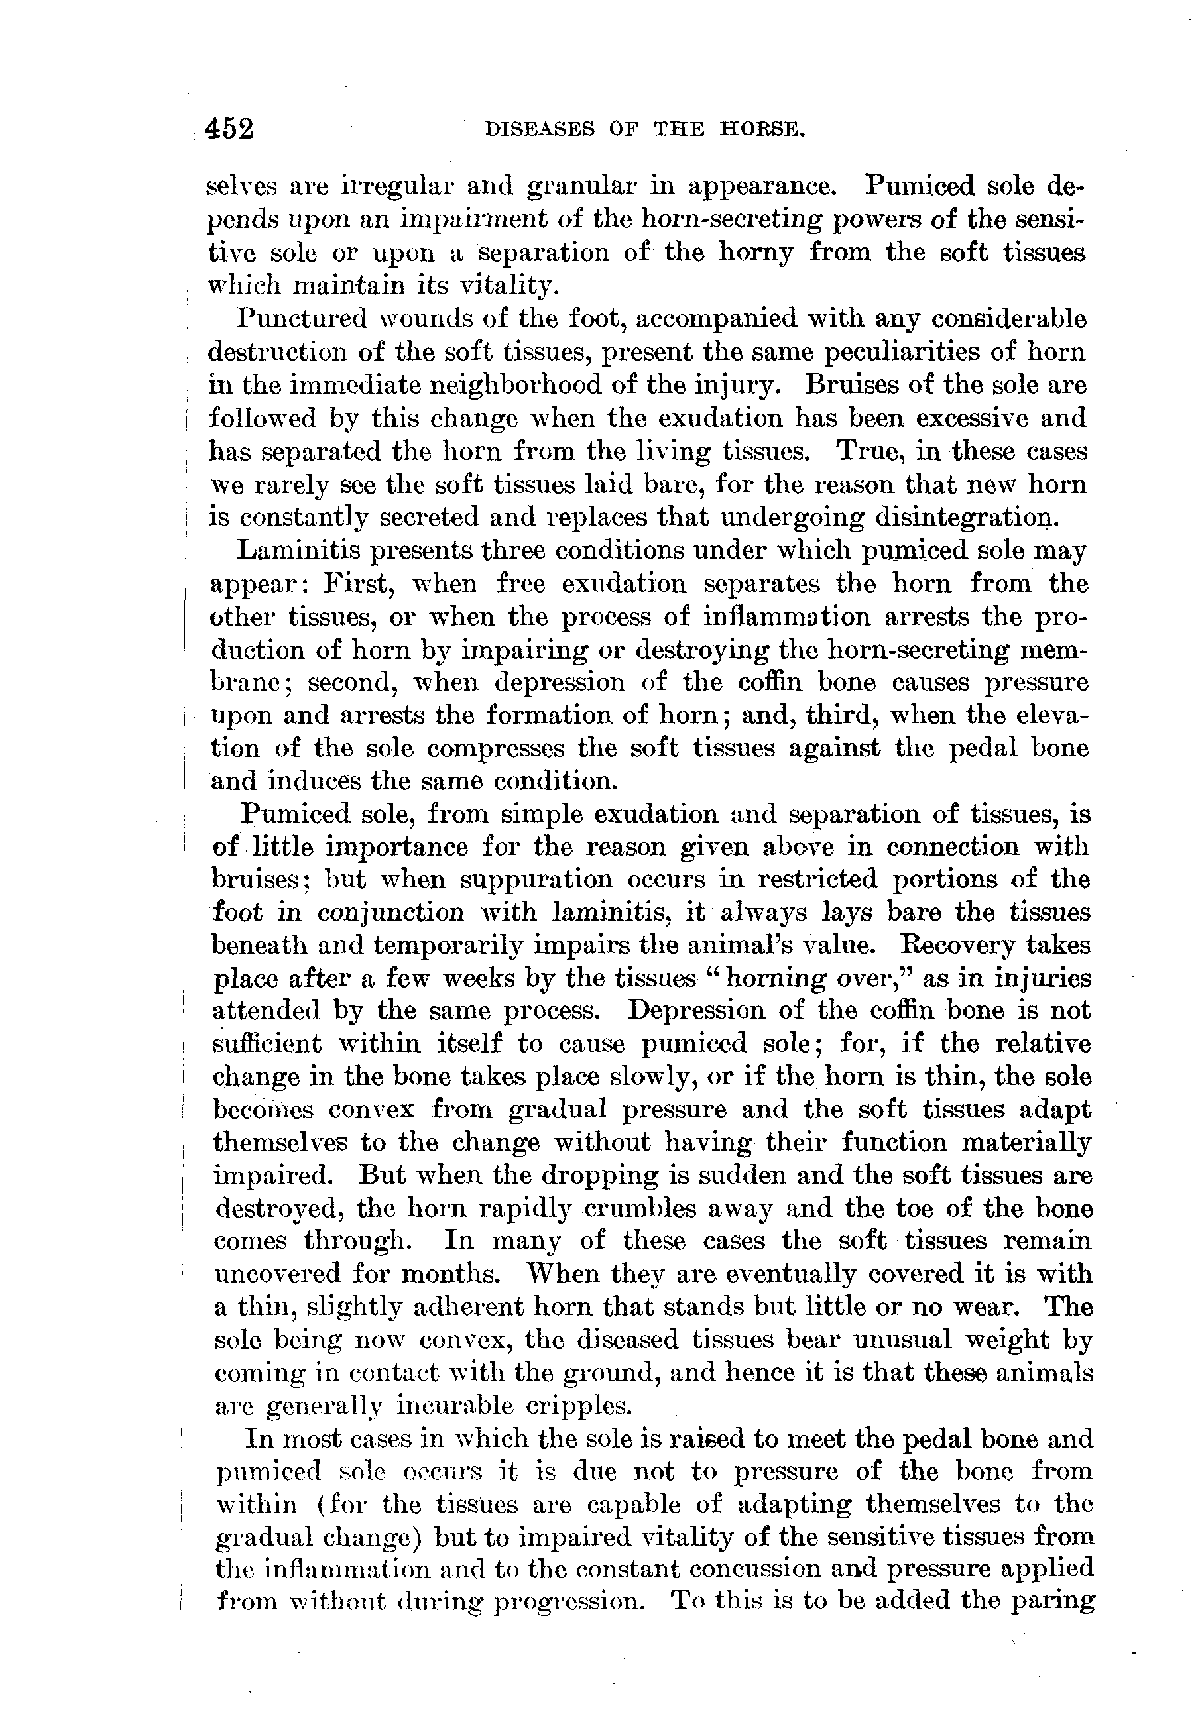 452 DISEASES OF THE HORSE.
selves are irregular and granular in appearance. Pumiced sole de-
pends upon an impairment of the horn-secreting powers of the sensi-
tive sole or upon a separation of the horny from the soft tissues
which maintain its vitality.
Punctured wounds of the foot, accompanied with any considerable
destruction of the soft tissues, present the same peculiarities of horn
in the immediate neighborhood of the injury. Bruises of the sole are
followed by this change when the exudation has been excessive and
has separated the horn from the living tissues. True, in these cases
we rarely see the soft tissues laid bare, for the reason that new horn
is constantly secreted and replaces that undergoing disintegration.
Laminitis presents three conditions under which pumiced sole may
appear: First, when free exudation separates the horn from the
other tissues, or when the process of inflammation arrests the pro-
duction of horn by impairing or destroying the horn-secreting mem-
brane; second, when depression of the coffin bone causes pressure
upon and arrests the formation of horn; and, third, when the eleva-
tion of the sole compresses the soft tissues against the pedal bone
and induces the same condition.
Pumiced sole, from simple exudation and separation of tissues, is
of little importance for the reason given above in connection with
bruises; but when suppuration occurs in restricted portions of the
foot in conjunction with laminitis, it always lays bare the tissues
beneath and temporarily impairs the animal's value. Recovery takes
place after a few weeks by the tissues "horning over," as in injuries
attended by the same process. Depression of the coffin bone is not
sufficient within itself to cause pumiced sole; for, if the relative
change in the bone takes place slowly, or if the horn is thin, the sole
becomes convex from gradual pressure and the soft tissues adapt
themselves to the change without having their function materially
impaired. But when the dropping is sudden and the soft tissues are
destroyed, the horn rapidly crumbles away and the toe of the bone
comes through. In many of these cases the soft tissues remain
uncovered for months. When they are eventually covered it is with
a thin, slightly adherent horn that stands but little or no wear. The
sole being now convex, the diseased tissues bear unusual weight by
coming in contact with the ground, and hence it is that these animals
are generally incurable cripples.
In most cases in which the sole is raised to meet the pedal bone and
pumiced sole occurs it is due not to pressure of the bone from
within (for the tissues are capable of adapting themselves to the
gradual change) but to impaired vitality of the sensitive tissues from
the inflammation and to the constant concussion and pressure applied
from without during progression. To this is to be added the paring